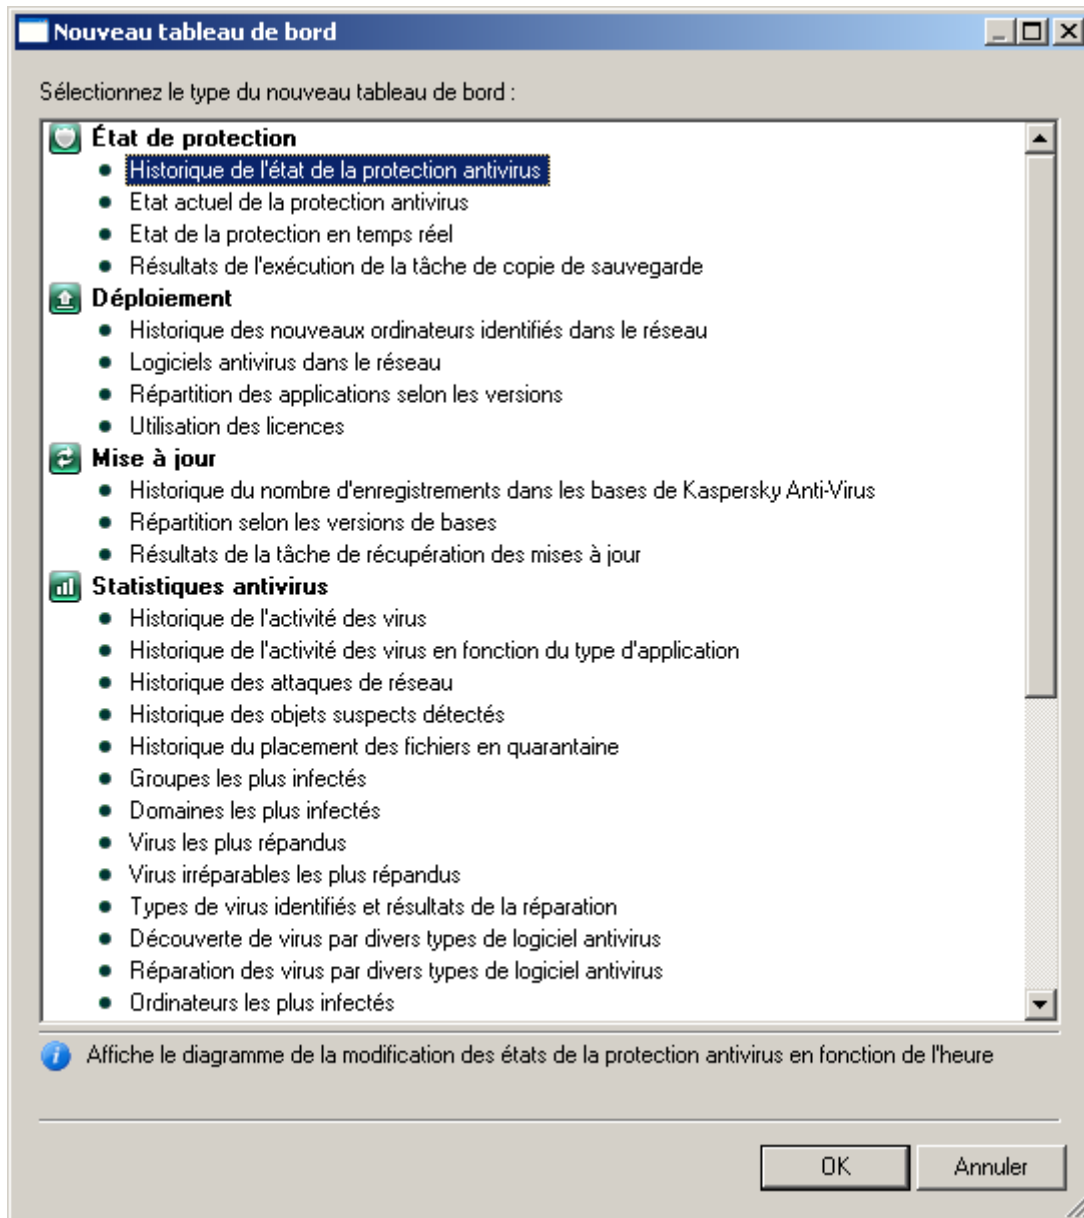 Nouveau tableau de bord
Sélectionnez le type du nouveau tableau de bord :
État de protection
Historique de l'état de la protection antivirus
Etat actuel de la protection antivirus
Etat de la protection en temps réel
Résultats de l'exécution de la tâche de copie de sauvegarde
Déploiement
Historique des nouveaux ordinateurs identifiés dans le réseau
Logiciels antivirus dans le réseau
Répartition des applications selon les versions
Utilisation des licences
Mise à jour
Historique du nombre d'enregistrements dans les bases de Kaspersky Anti-Virus
Répartition selon les versions de bases
Résultats de la tâche de récupération des mises à jour
Statistiques antivirus
Historique de l'activité des virus
Historique de l'activité des virus en fonction du type d'application
Historique des attaques de réseau
Historique des objets suspects détectés
Historique du placement des fichiers en quarantaine
Groupes les plus infectés
Domaines les plus infectés
Virus les plus répandus
Virus irréparables les plus répandus
Types de virus identifiés et résultats de la réparation
Découverte de virus par divers types de logiciel antivirus
Réparation des virus par divers types de logiciel antivirus
Ordinateurs les plus infectés
Affiche le diagramme de la modification des états de la protection antivirus en fonction de l'heure
OK
Annuler